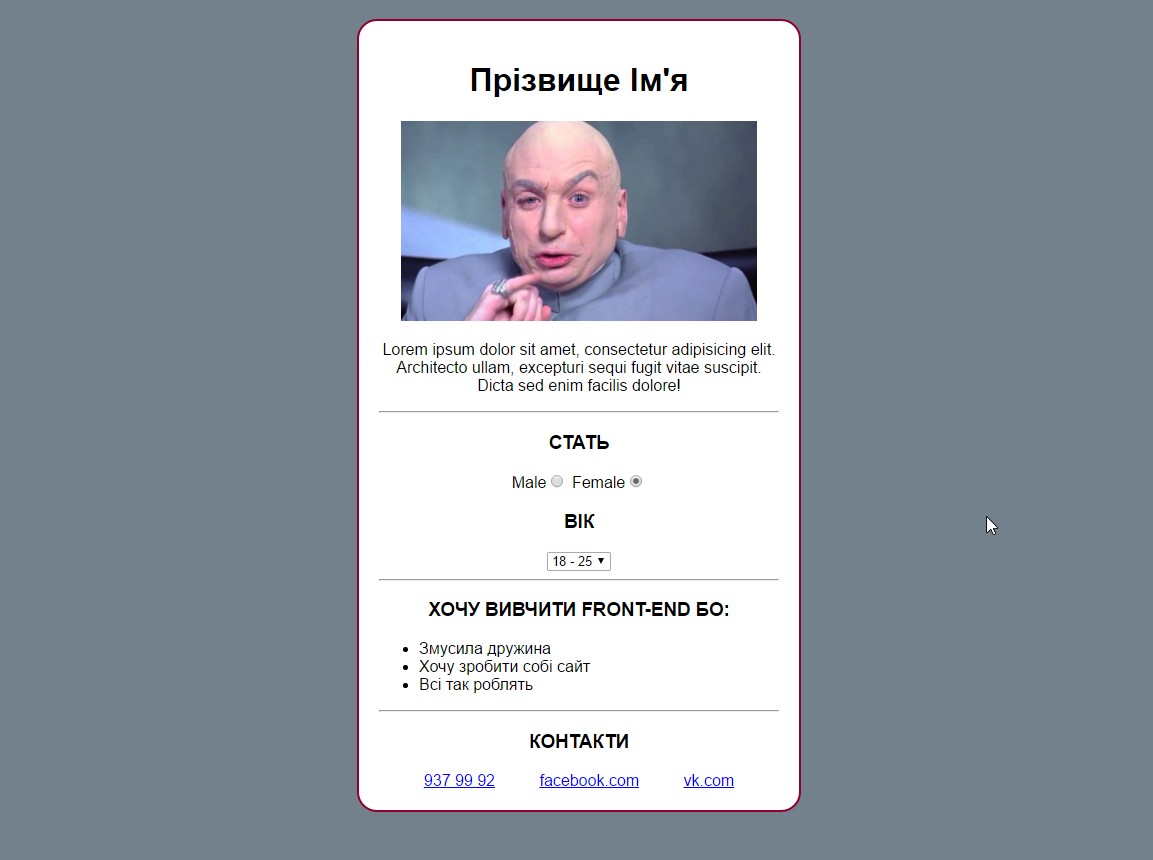 Прізвище Ім'я
Lorem ipsum dolor sit amet, consectetur adipisicing elit.
Architecto ullam, excepturi sequi fugit vitae suscipit.
Dicta sed enim facilis dolore!
СТАТЬ
Male Female
ВІК
18 - 25
ХОЧУ ВИВЧИТИ FRONT-END БО:
Змусила дружина
Хочу зробити собі сайт
Всі так роблять
КОНТАКТИ
937 99 92 facebook.com vk.com